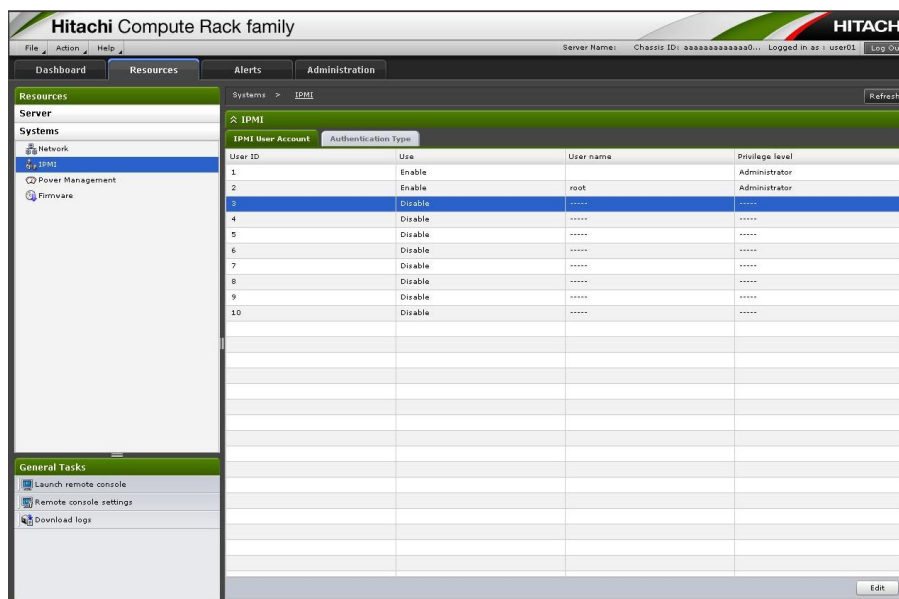 Hitachi Compute Rack family
HITACH
File Action Help Server Name: Chassis ID: aaaaaaaaaaaaa0... Logged in as : user01 Log Ou
Dashboard Resources Alerts Administration
Resources
Server
Systems
Network
IPMI
Power Management
Firmware
General Tasks
Launch remote console
Remote console settings
Download logs
Systems > IPMI Refresh
IPMI
IPMI User Account Authentication Type
User ID Use User name Privilege level
1 Enable Administrator
2 Enable root Administrator
3 Disable ----- -----
4 Disable ----- -----
5 Disable ----- -----
6 Disable ----- -----
7 Disable ----- -----
8 Disable ----- -----
9 Disable ----- -----
10 Disable ----- -----
Edit